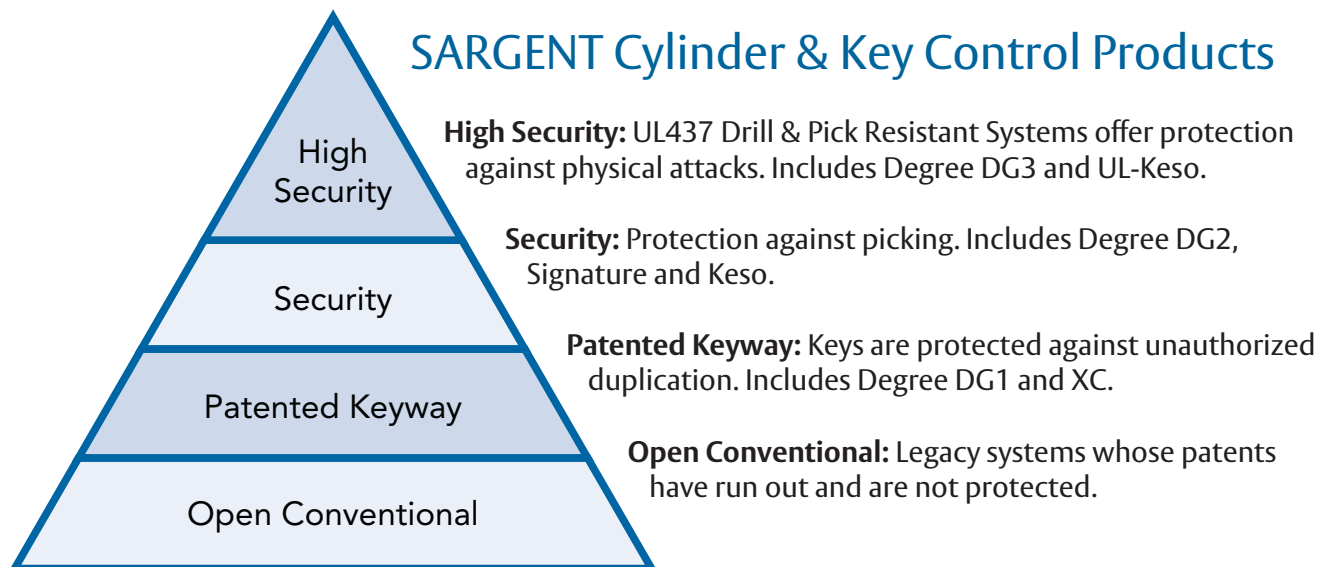 SARGENT Cylinder & Key Control Products
High Security: UL437 Drill & Pick Resistant Systems offer protection
against physical attacks. Includes Degree DG3 and UL-Keso.
Security: Protection against picking. Includes Degree DG2,
Signature and Keso.
Patented Keyway: Keys are protected against unauthorized
duplication. Includes Degree DG1 and XC.
Open Conventional: Legacy systems whose patents
have run out and are not protected.
High
Security
Security
Patented Keyway
Open Conventional